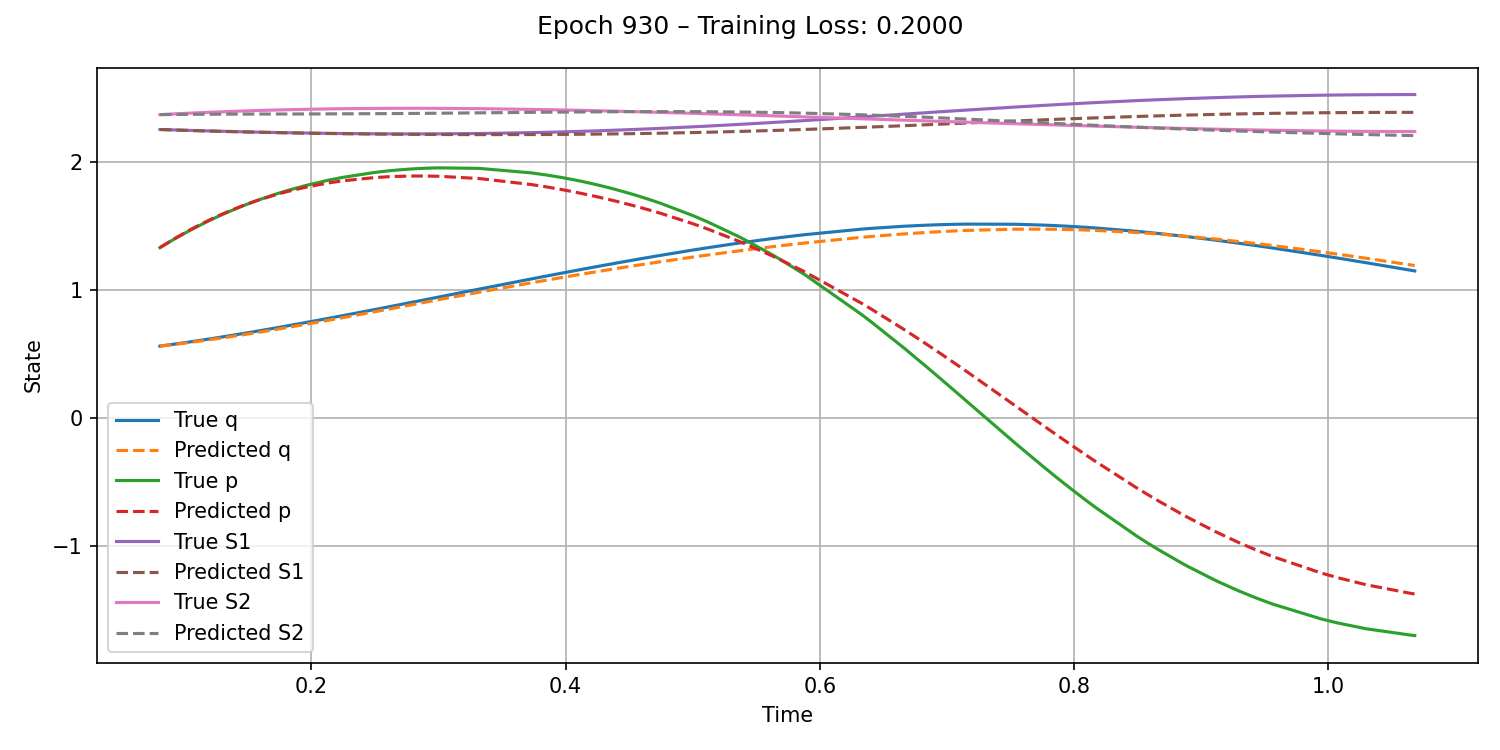 Epoch 930 – Training Loss: 0.2000
State
2
1
0
−1
True q
Predicted q
True p
Predicted p
True S1
Predicted S1
True S2
Predicted S2
0.2 0.4 0.6 0.8 1.0
Time